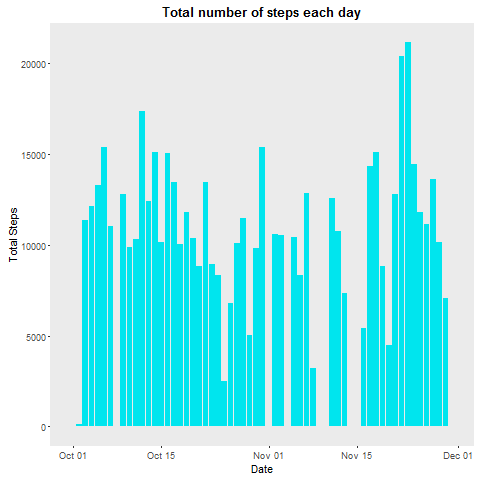 Total number of steps each day
Total Steps
20000
15000
10000
5000
0
Oct 01
Oct 15
Nov 01
Nov 15
Dec 01
Date